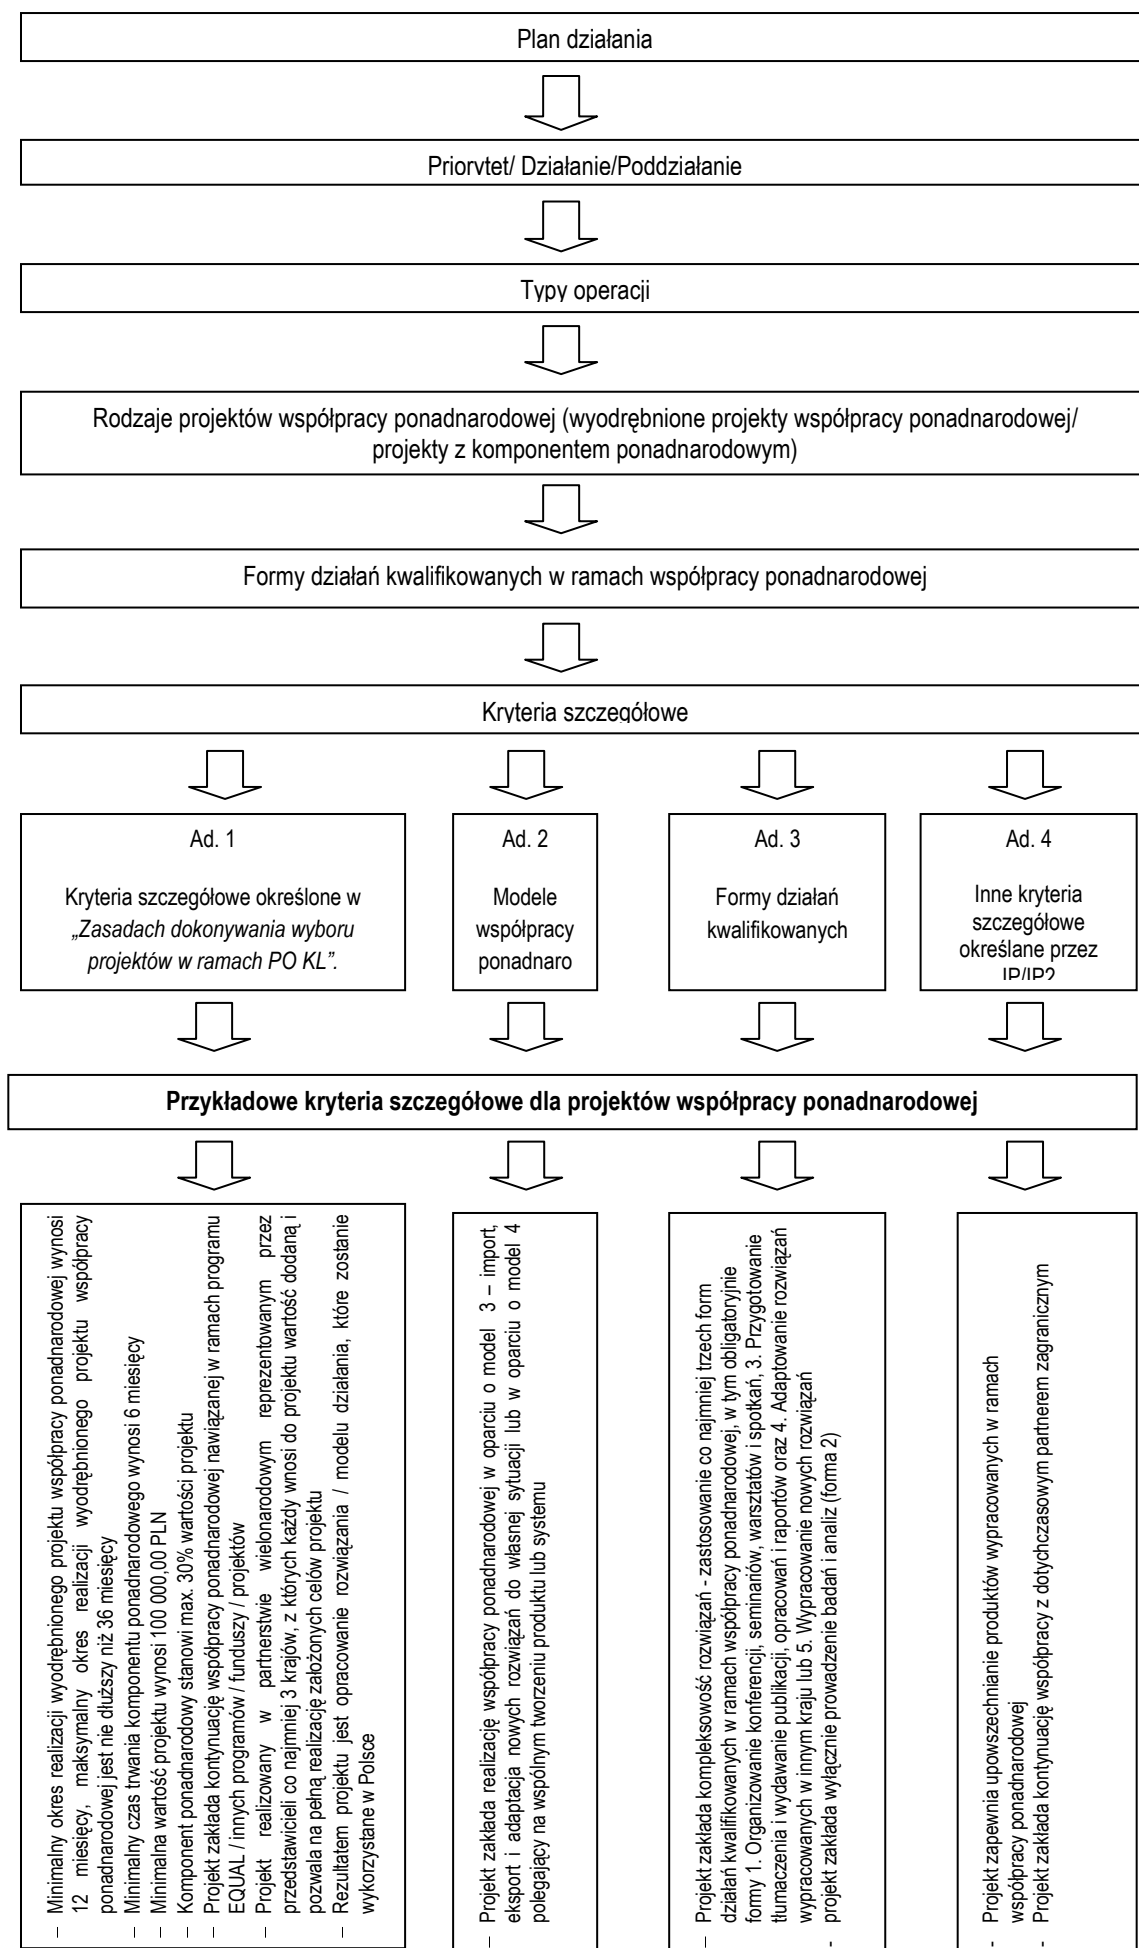 Plan działania
Priorytet/ Działanie/Poddziałanie
Typy operacji
Rodzaje projektów współpracy ponadnarodowej (wyodrębnione projekty współpracy ponadnarodowej/
projekty z komponentem ponadnarodowym)
Formy działań kwalifikowanych w ramach współpracy ponadnarodowej
Kryteria szczegółowe
Ad. 1
Kryteria szczegółowe określone w
„Zasadach dokonywania wyboru
projektów w ramach PO KL”.
Ad. 2
Modele
współpracy
ponadnaro
Ad. 3
Formy działań
kwalifikowanych
Ad. 4
Inne kryteria
szczegółowe
określane przez
IP/IP2
Przykładowe kryteria szczegółowe dla projektów współpracy ponadnarodowej
– Minimalny okres realizacji wyodrębnionego projektu współpracy ponadnarodowej wynosi
12 miesięcy, maksymalny okres realizacji wyodrębnionego projektu współpracy
ponadnarodowej jest nie dłuższy niż 36 miesięcy
– Minimalny czas trwania komponentu ponadnarodowego wynosi 6 miesięcy
– Minimalna wartość projektu wynosi 100 000,00 PLN
– Komponent ponadnarodowy stanowi max. 30% wartości projektu
– Projekt zakłada kontynuację współpracy ponadnarodowej nawiązanej w ramach programu
EQUAL / innych programów / funduszy / projektów
– Projekt realizowany w partnerstwie wielonarodowym reprezentowanym przez
przedstawicieli co najmniej 3 krajów, z których każdy wnosi do projektu wartość dodaną i
pozwala na pełną realizację założonych celów projektu
– Rezultatem projektu jest opracowanie rozwiązania / modelu działania, które zostanie
wykorzystane w Polsce
– Projekt zakłada realizację współpracy ponadnarodowej w oparciu o model 3 – import,
eksport i adaptacja nowych rozwiązań do własnej sytuacji lub w oparciu o model 4
polegający na wspólnym tworzeniu produktu lub systemu
– Projekt zakłada kompleksowość rozwiązań - zastosowanie co najmniej trzech form
działań kwalifikowanych w ramach współpracy ponadnarodowej, w tym obligatoryjnie
formy 1. Organizowanie konferencji, seminariów, warsztatów i spotkań, 3. Przygotowanie
tłumaczenia i wydawanie publikacji, opracowań i raportów oraz 4. Adaptowanie rozwiązań
wypracowanych w innym kraju lub 5. Wypracowanie nowych rozwiązań
- projekt zakłada wyłącznie prowadzenie badań i analiz (forma 2)
- Projekt zapewnia upowszechnianie produktów wypracowanych w ramach
współpracy ponadnarodowej
- Projekt zakłada kontynuację współpracy z dotychczasowym partnerem zagranicznym